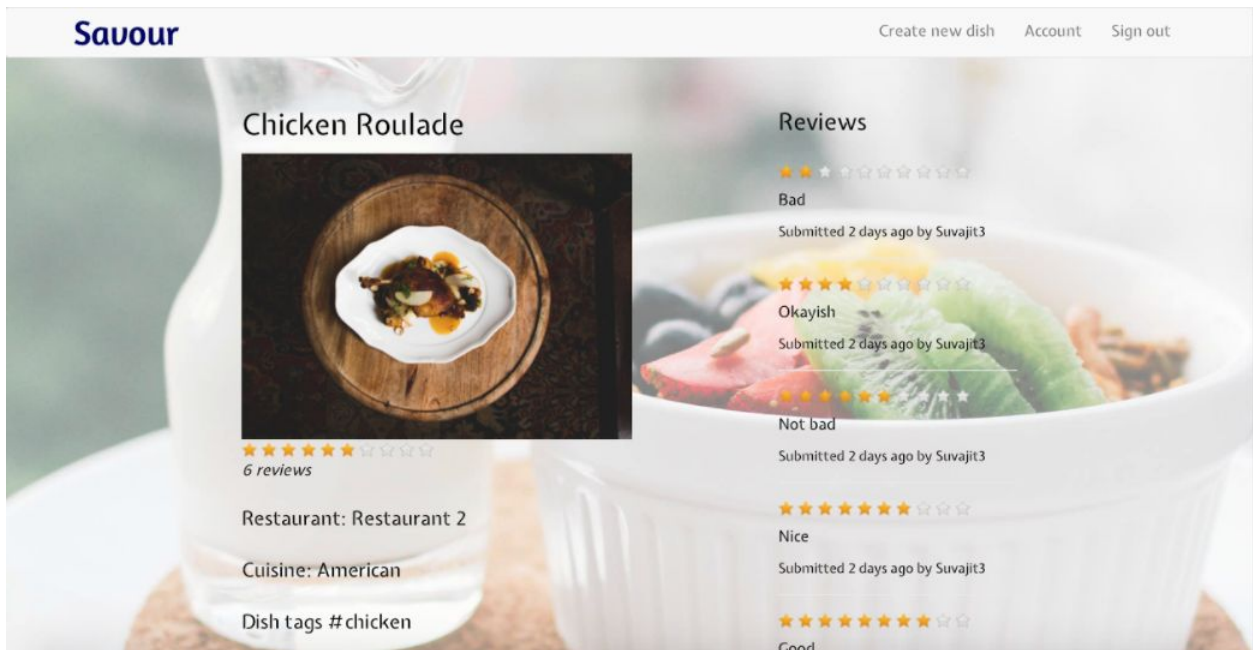 Savour
Create new dish Account Sign out
Chicken Roulade
6 reviews
Restaurant: Restaurant 2
Cuisine: American
Dish tags #chicken
Reviews
Bad
Submitted 2 days ago by Suvajit3
Okayish
Submitted 2 days ago by Suvajit3
Not bad
Submitted 2 days ago by Suvajit3
Nice
Submitted 2 days ago by Suvajit3
Good